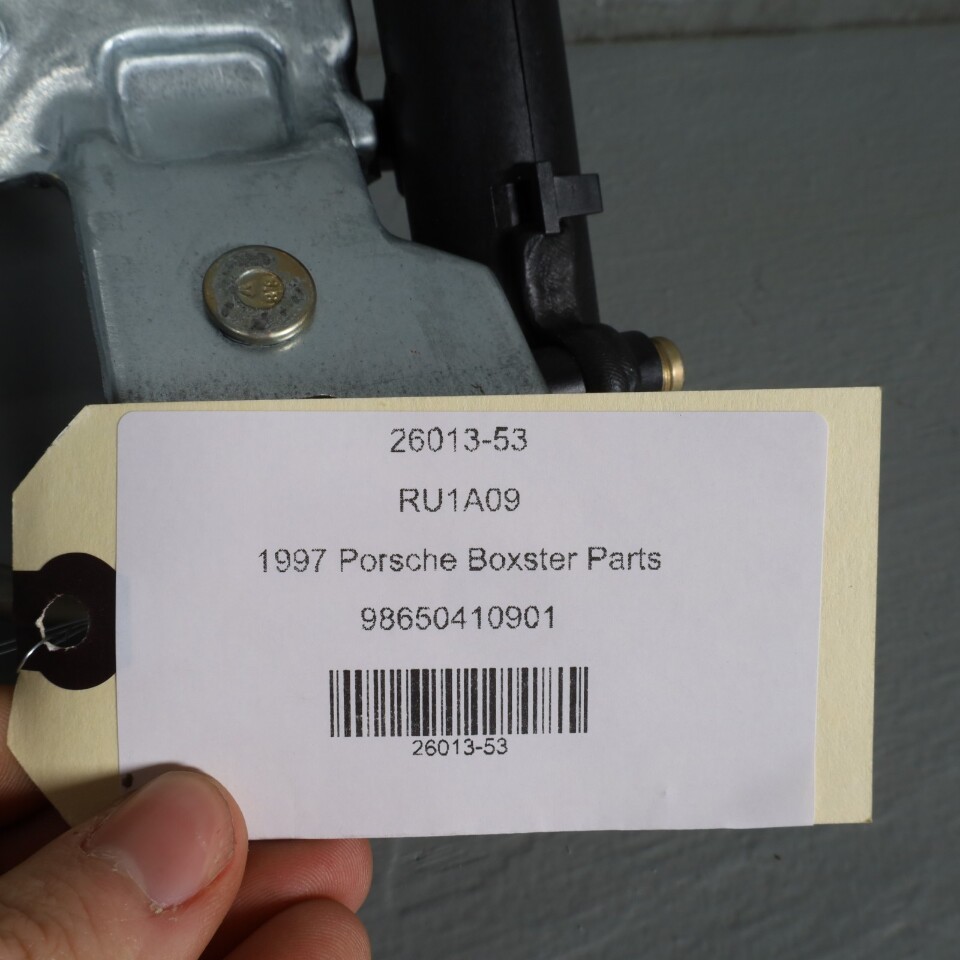 26013-53
RU1A09
1997 Porsche Boxster Parts
98650410901
26013-53